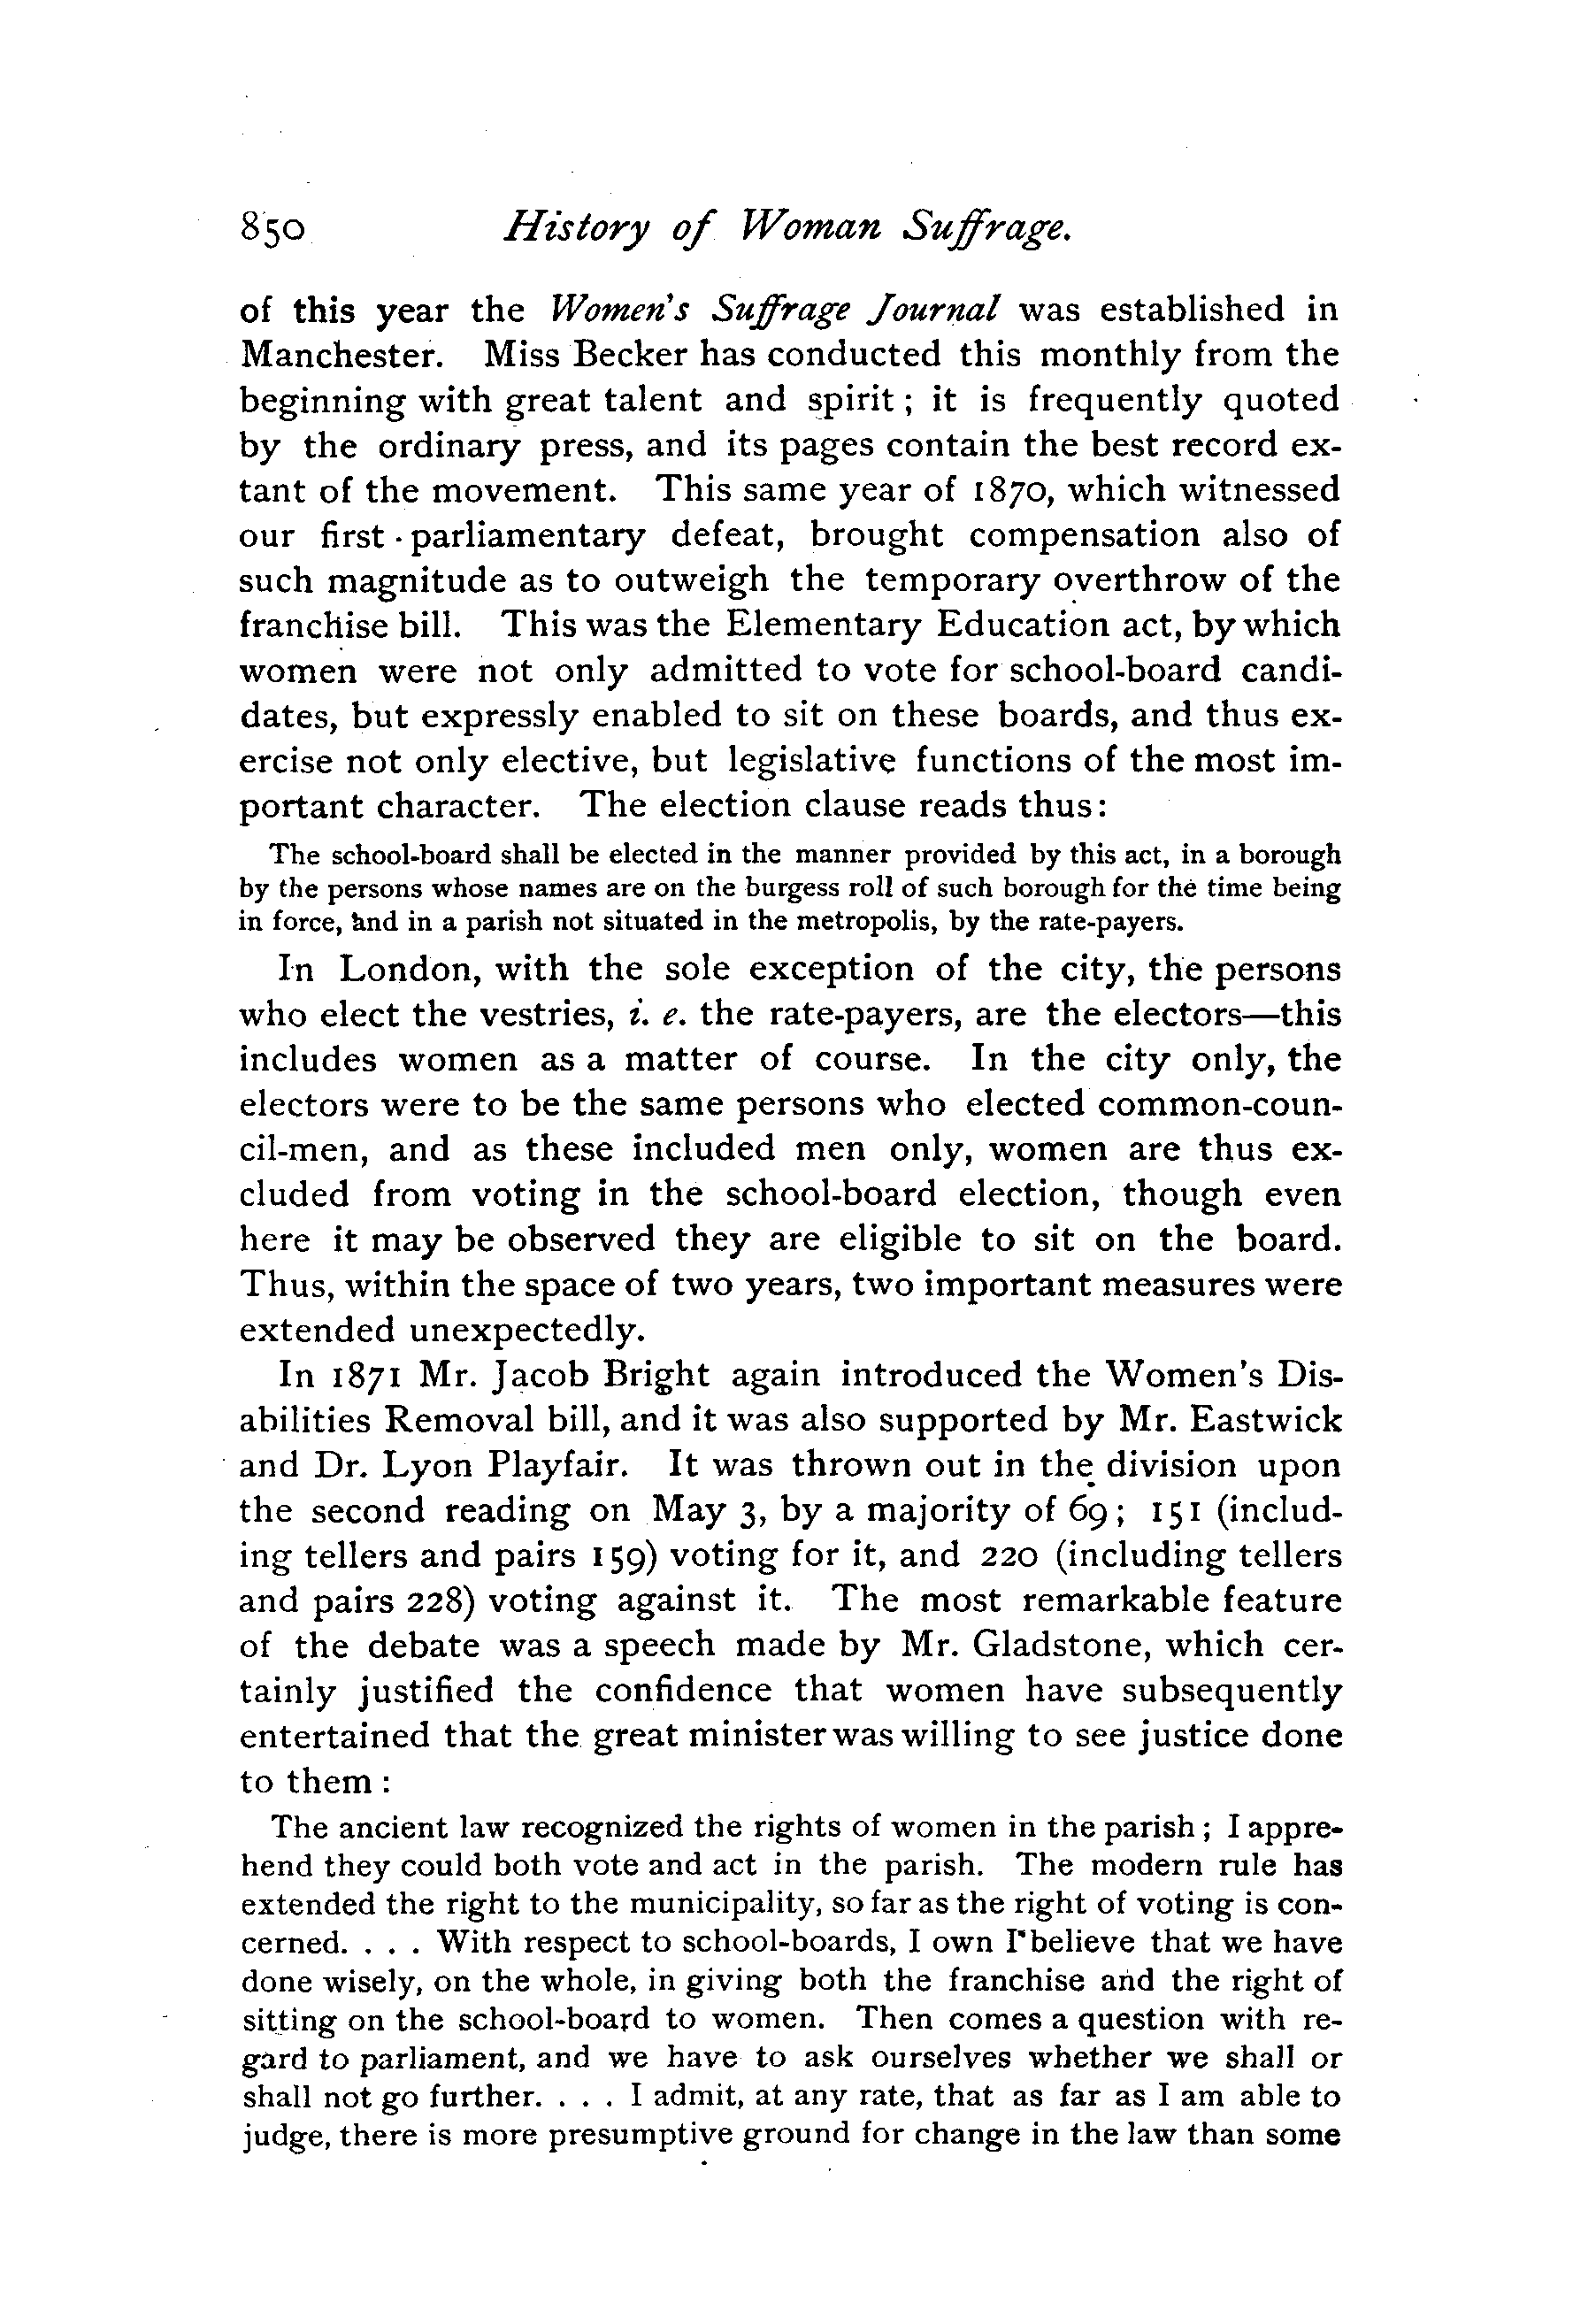 850 History of Woman Suffrage.
of this year the Women's Suffrage Journal was established in
Manchester. Miss Becker has conducted this monthly from the
beginning with great talent and spirit; it is frequently quoted
by the ordinary press, and its pages contain the best record ex-
tant of the movement. This same year of 1870, which witnessed
our first parliamentary defeat, brought compensation also of
such magnitude as to outweigh the temporary overthrow of the
franchise bill. This was the Elementary Education act, by which
women were not only admitted to vote for school-board candi-
dates, but expressly enabled to sit on these boards, and thus ex-
ercise not only elective, but legislative functions of the most im-
portant character. The election clause reads thus:
The school-board shall be elected in the manner provided by this act, in a borough
by the persons whose names are on the burgess roll of such borough for the time being
in force, and in a parish not situated in the metropolis, by the rate-payers.
In London, with the sole exception of the city, the persons
who elect the vestries, i. e. the rate-payers, are the electors—this
includes women as a matter of course. In the city only, the
electors were to be the same persons who elected common-coun-
cil-men, and as these included men only, women are thus ex-
cluded from voting in the school-board election, though even
here it may be observed they are eligible to sit on the board.
Thus, within the space of two years, two important measures were
extended unexpectedly.
In 1871 Mr. Jacob Bright again introduced the Women's Dis-
abilities Removal bill, and it was also supported by Mr. Eastwick
and Dr. Lyon Playfair. It was thrown out in the division upon
the second reading on May 3, by a majority of 69; 151 (includ-
ing tellers and pairs 159) voting for it, and 220 (including tellers
and pairs 228) voting against it. The most remarkable feature
of the debate was a speech made by Mr. Gladstone, which cer-
tainly justified the confidence that women have subsequently
entertained that the great minister was willing to see justice done
to them:
The ancient law recognized the rights of women in the parish; I appre-
hend they could both vote and act in the parish. The modern rule has
extended the right to the municipality, so far as the right of voting is con-
cerned. . . . With respect to school-boards, I own I believe that we have
done wisely, on the whole, in giving both the franchise and the right of
sitting on the school-board to women. Then comes a question with re-
gard to parliament, and we have to ask ourselves whether we shall or
shall not go further. . . . I admit, at any rate, that as far as I am able to
judge, there is more presumptive ground for change in the law than some